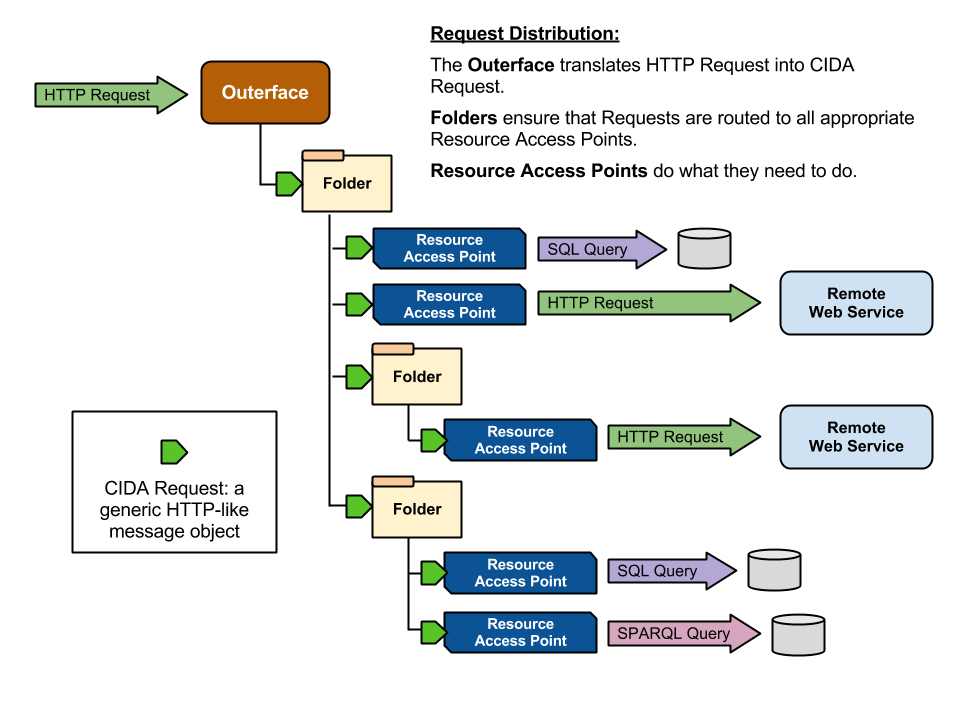 Request Distribution:
The Outerface translates HTTP Request into CIDA
Request.
Folders ensure that Requests are routed to all appropriate
Resource Access Points.
Resource Access Points do what they need to do.
HTTP Request
Outerface
Folder
Resource
Access Point
SQL Query
Resource
Access Point
HTTP Request
Remote
Web Service
Folder
Resource
Access Point
HTTP Request
Remote
Web Service
Folder
Resource
Access Point
SQL Query
Resource
Access Point
SPARQL Query
CIDA Request: a
generic HTTP-like
message object